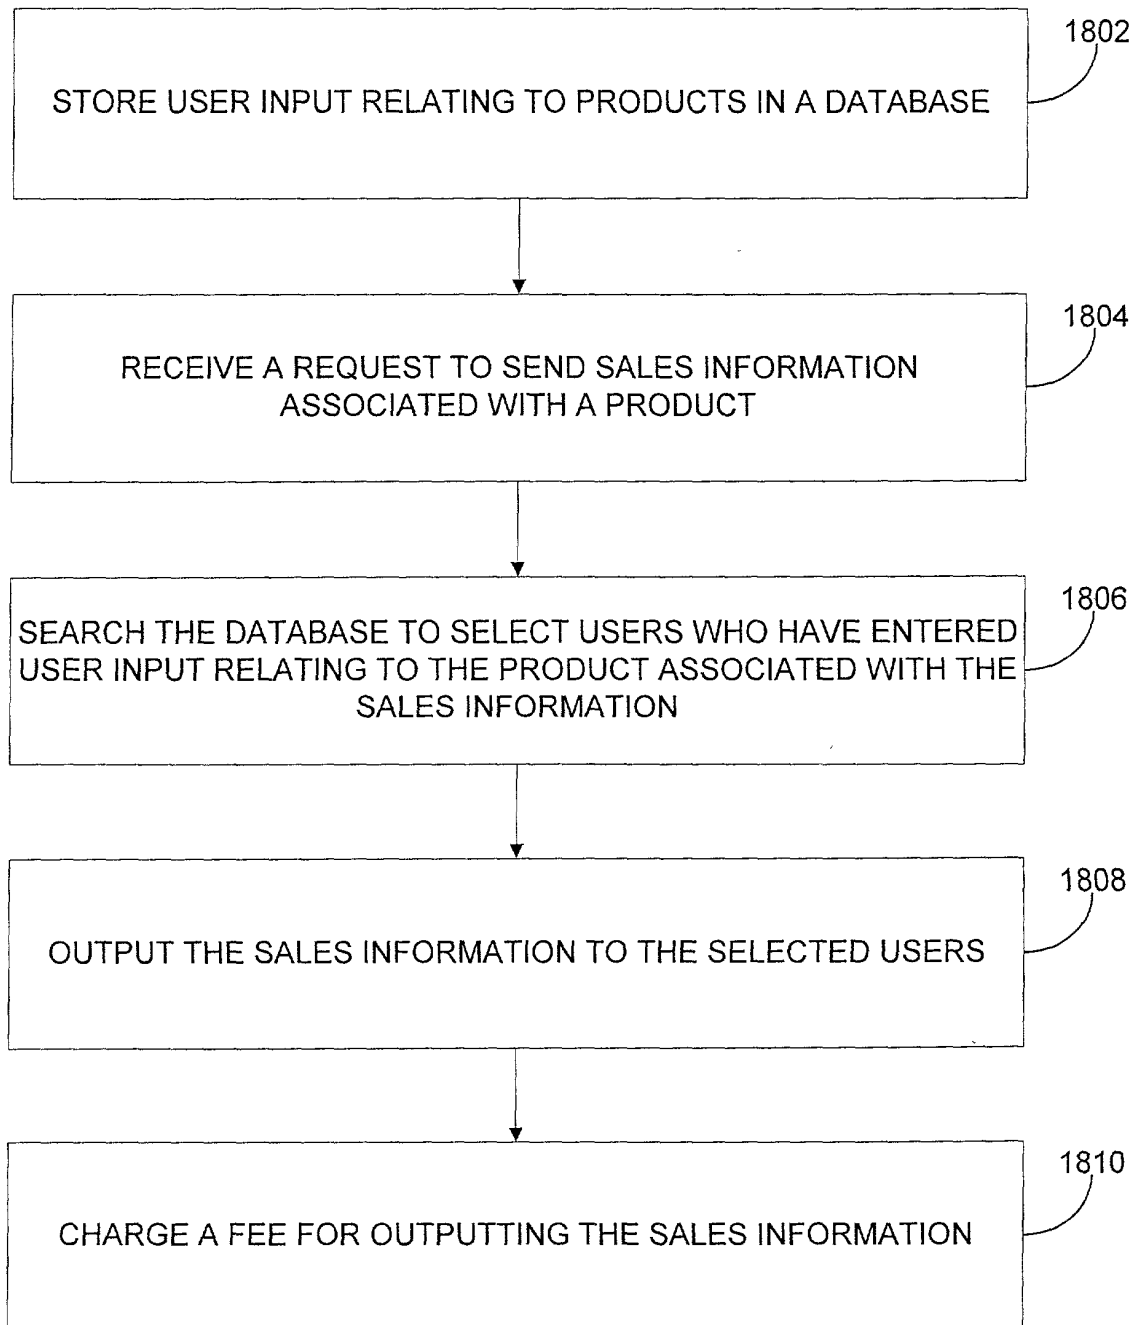 1802
STORE USER INPUT RELATING TO PRODUCTS IN A DATABASE
1804
RECEIVE A REQUEST TO SEND SALES INFORMATION
ASSOCIATED WITH A PRODUCT
1806
SEARCH THE DATABASE TO SELECT USERS WHO HAVE ENTERED
USER INPUT RELATING TO THE PRODUCT ASSOCIATED WITH THE
SALES INFORMATION
1808
OUTPUT THE SALES INFORMATION TO THE SELECTED USERS
1810
CHARGE A FEE FOR OUTPUTTING THE SALES INFORMATION